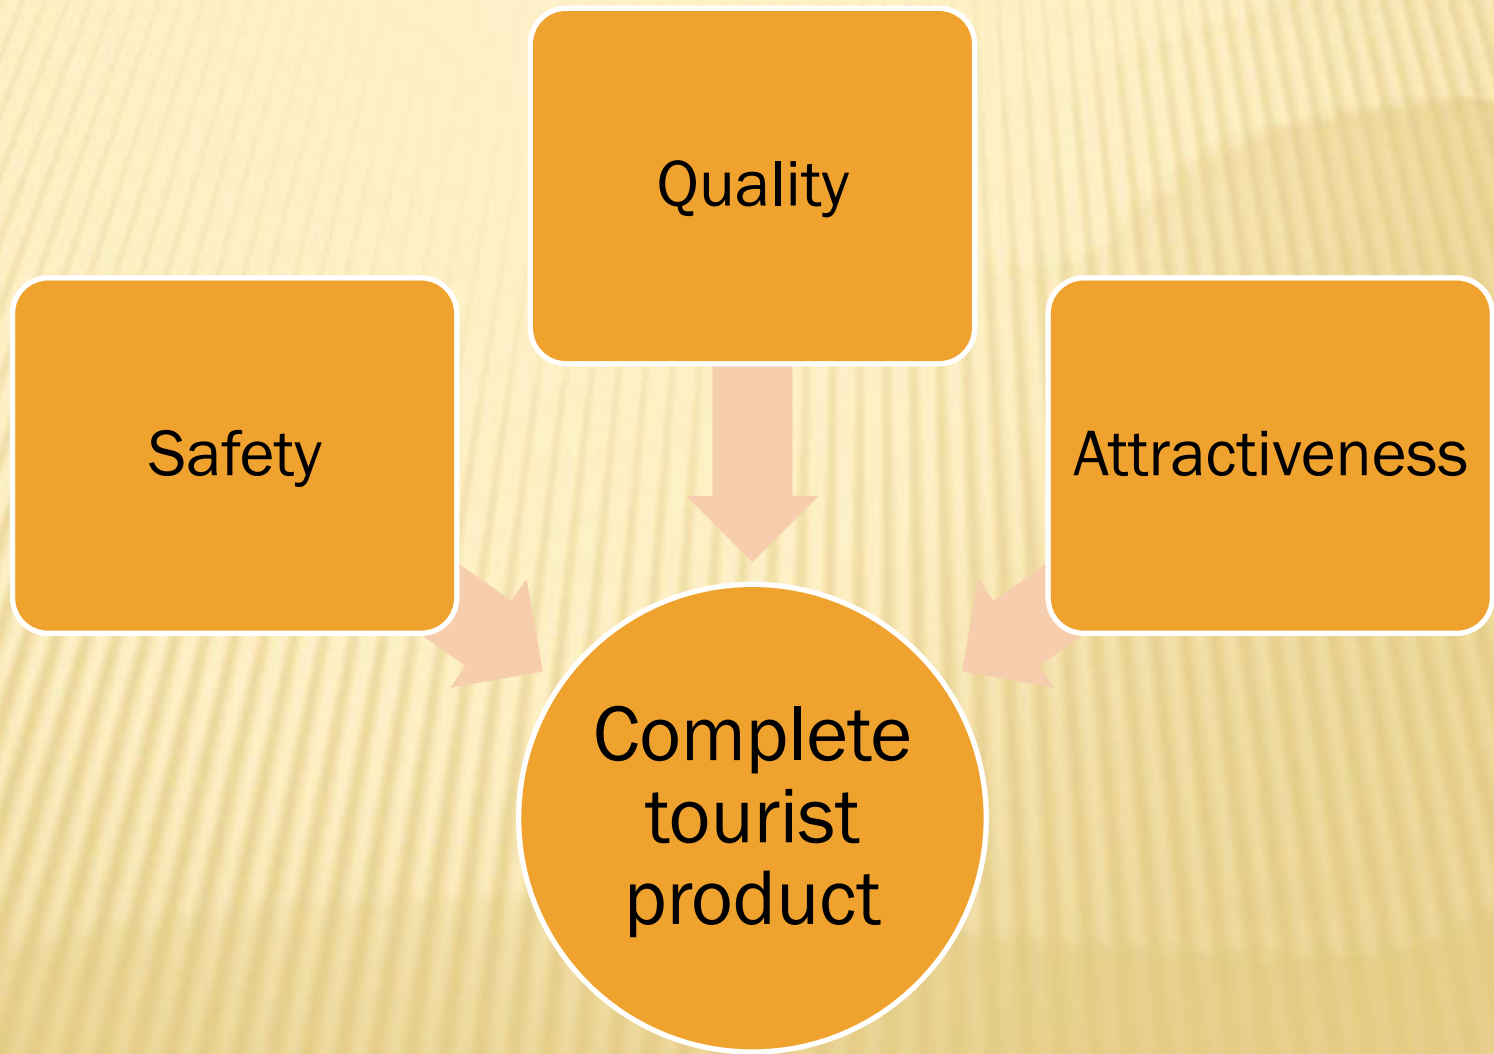 Quality
Safety
Attractiveness
Complete
tourist
product